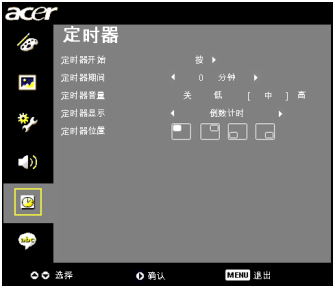 acer
定时器
定时器开始 按
定时器期间 0 分钟
定时器音量 关 低 [ 中 ] 高
定时器显示 倒数计时
定时器位置
abc
选择 确认 MENU 退出